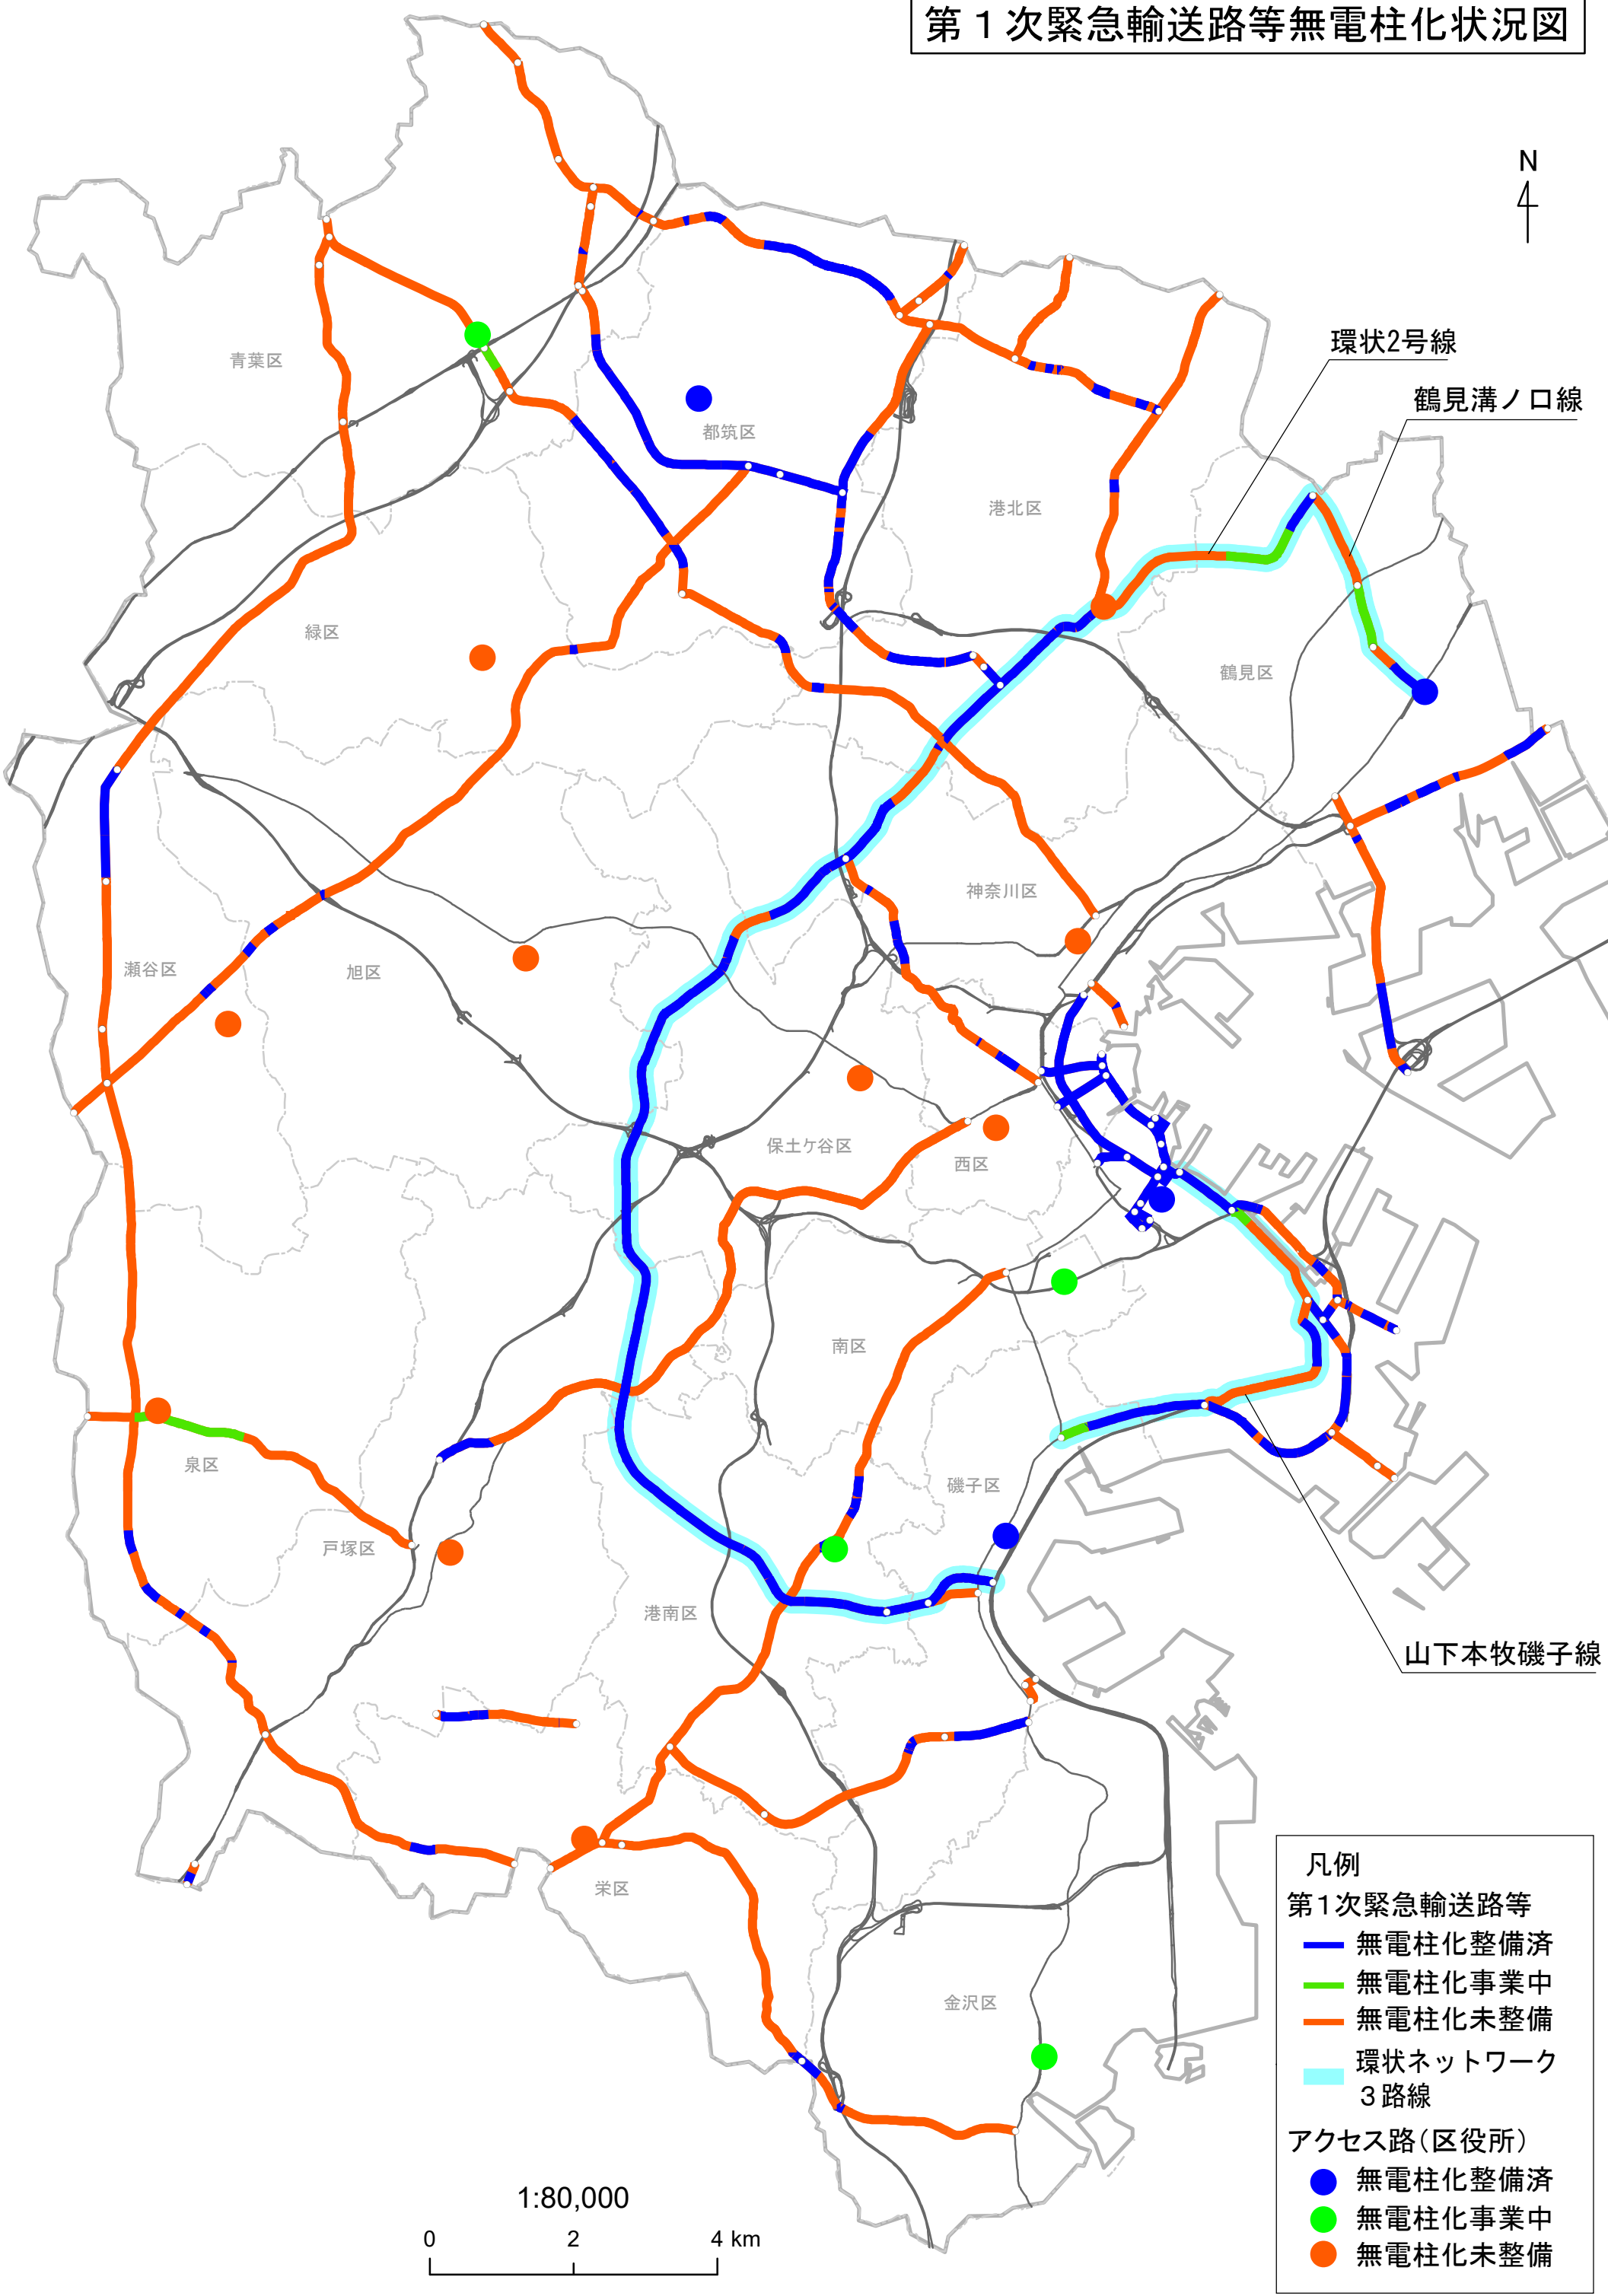 第１次緊急輸送路等無電柱化状況図
N
環状2号線
鶴見溝ノ口線
青葉区
都筑区
港北区
緑区
鶴見区
神奈川区
瀬谷区
旭区
保土ケ谷区
西区
南区
泉区
磯子区
戸塚区
港南区
山下本牧磯子線
栄区
金沢区
凡例
第1次緊急輸送路等
無電柱化整備済
無電柱化事業中
無電柱化未整備
環状ネットワーク
３路線
アクセス路（区役所）
無電柱化整備済
無電柱化事業中
無電柱化未整備
1:80,000
0 2 4 km